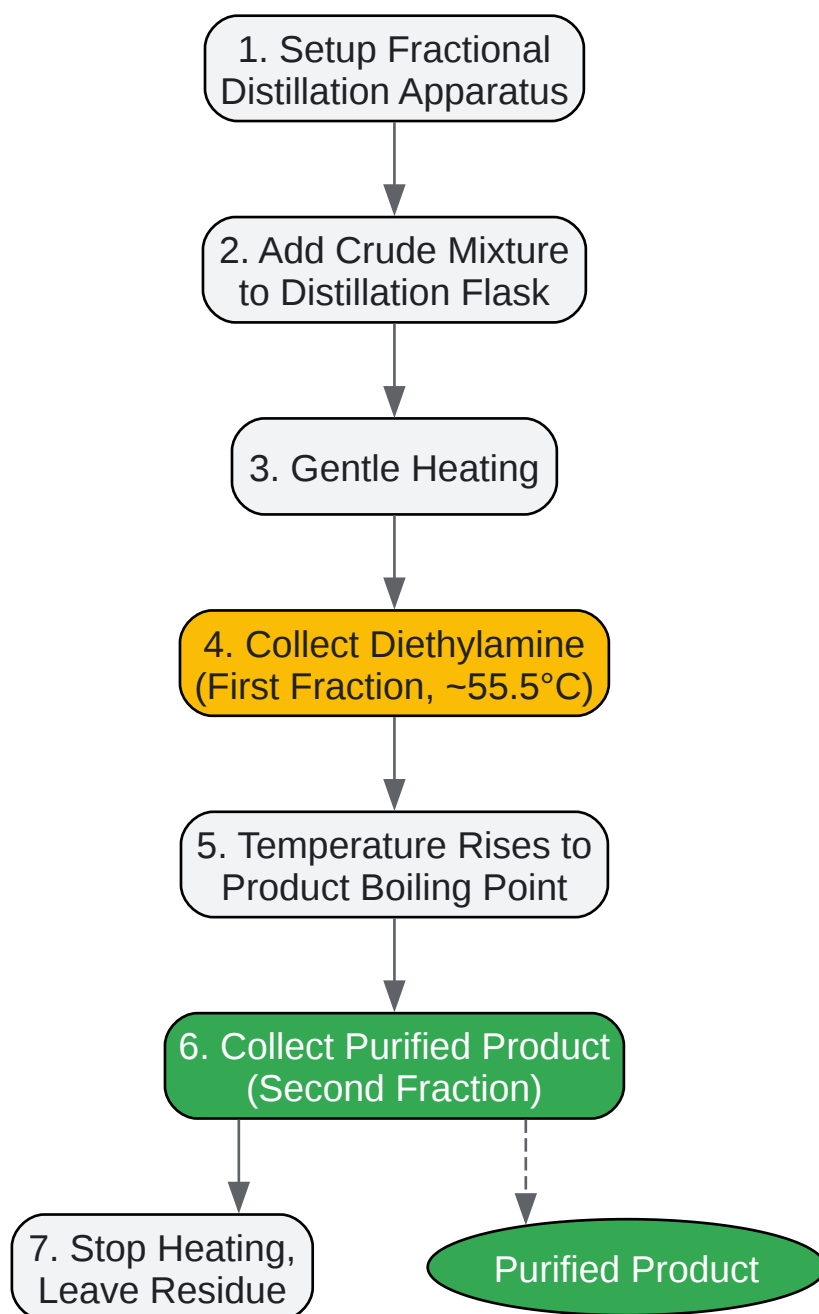 1. Setup Fractional
Distillation Apparatus
2. Add Crude Mixture
to Distillation Flask
3. Gentle Heating
4. Collect Diethylamine
(First Fraction, ~55.5°C)
5. Temperature Rises to
Product Boiling Point
6. Collect Purified Product
(Second Fraction)
7. Stop Heating,
Leave Residue
Purified Product